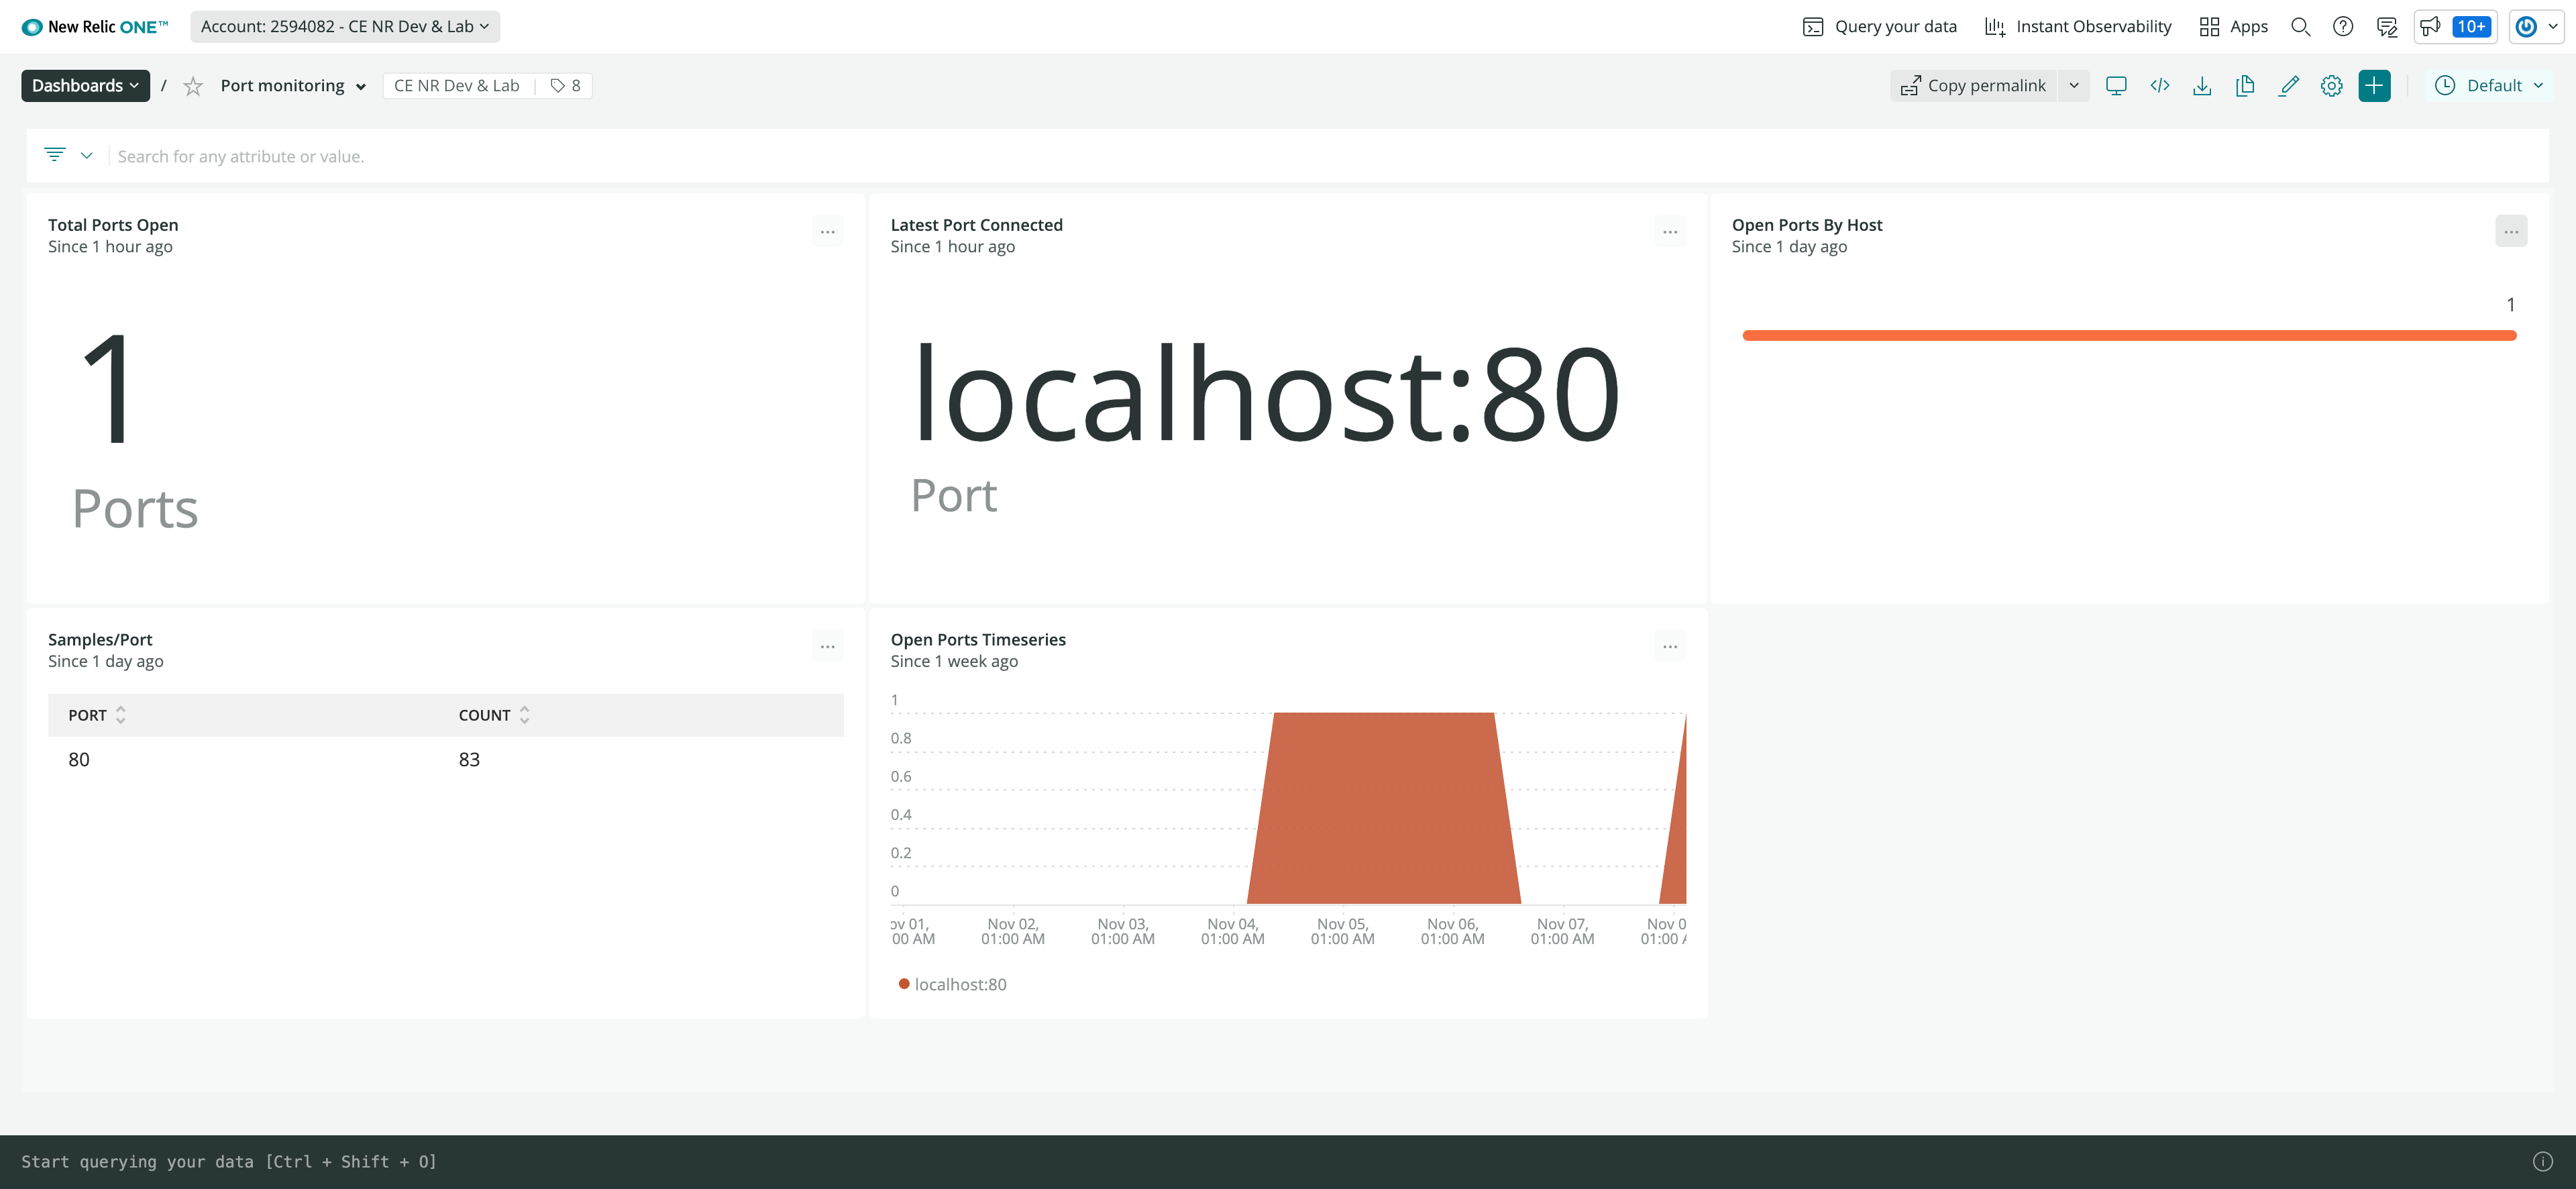 New Relic ONE™ Account: 2594082 - CE NR Dev & Lab Query your data Instant Observability Apps 10+
Dashboards / Port monitoring CE NR Dev & Lab 8 Copy permalink Default
Search for any attribute or value.
Total Ports Open
Since 1 hour ago
1
Ports
Latest Port Connected
Since 1 hour ago
localhost:80
Port
Open Ports By Host
Since 1 day ago
1
Samples/Port
Since 1 day ago
PORT COUNT
80 83
Open Ports Timeseries
Since 1 week ago
1
0.8
0.6
0.4
0.2
0
ov 01, Nov 02, Nov 03, Nov 04, Nov 05, Nov 06, Nov 07, Nov 0
00 AM 01:00 AM 01:00 AM 01:00 AM 01:00 AM 01:00 AM 01:00 AM 01:00 A
localhost:80
Start querying your data [Ctrl + Shift + O]